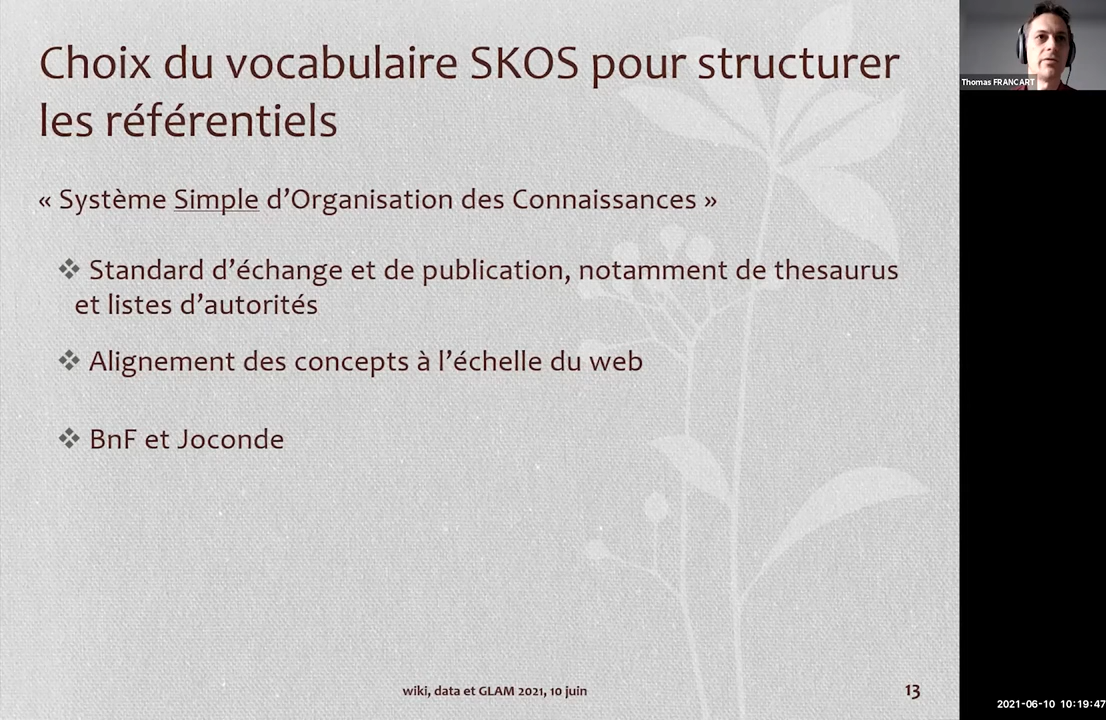 Choix du vocabulaire SKOS pour structurer
les référentiels
« Système Simple d’Organisation des Connaissances »
❖ Standard d’échange et de publication, notamment de thesaurus
et listes d’autorités
❖ Alignement des concepts à l’échelle du web
❖ BnF et Joconde
wiki, data et GLAM 2021, 10 juin
13
Thomas FRANCART
2021-06-10 10:19:47